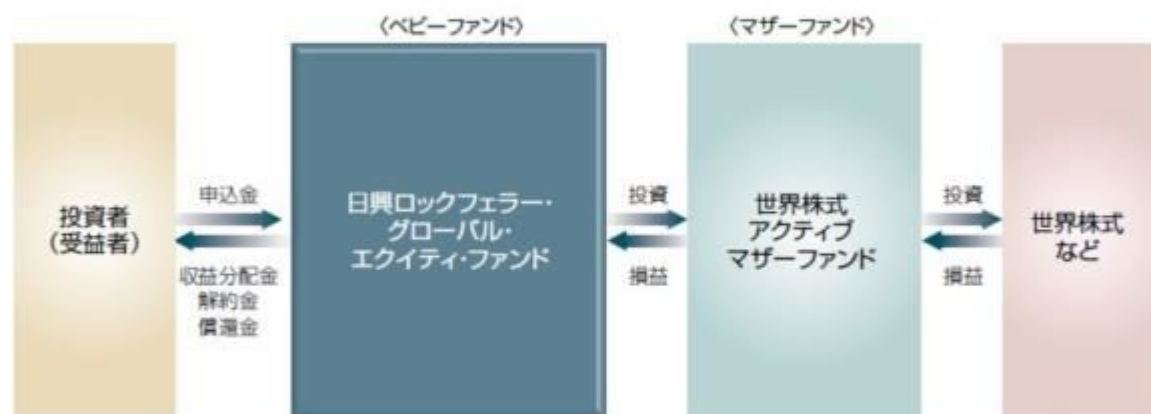 〈ベビーファンド〉
〈マザーファンド〉
投資者
（受益者）
申込金
収益分配金
解約金
償還金
日興ロックフェラー・
グローバル・
エクイティ・ファンド
投資
損益
世界株式
アクティブ
マザーファンド
投資
損益
世界株式
など